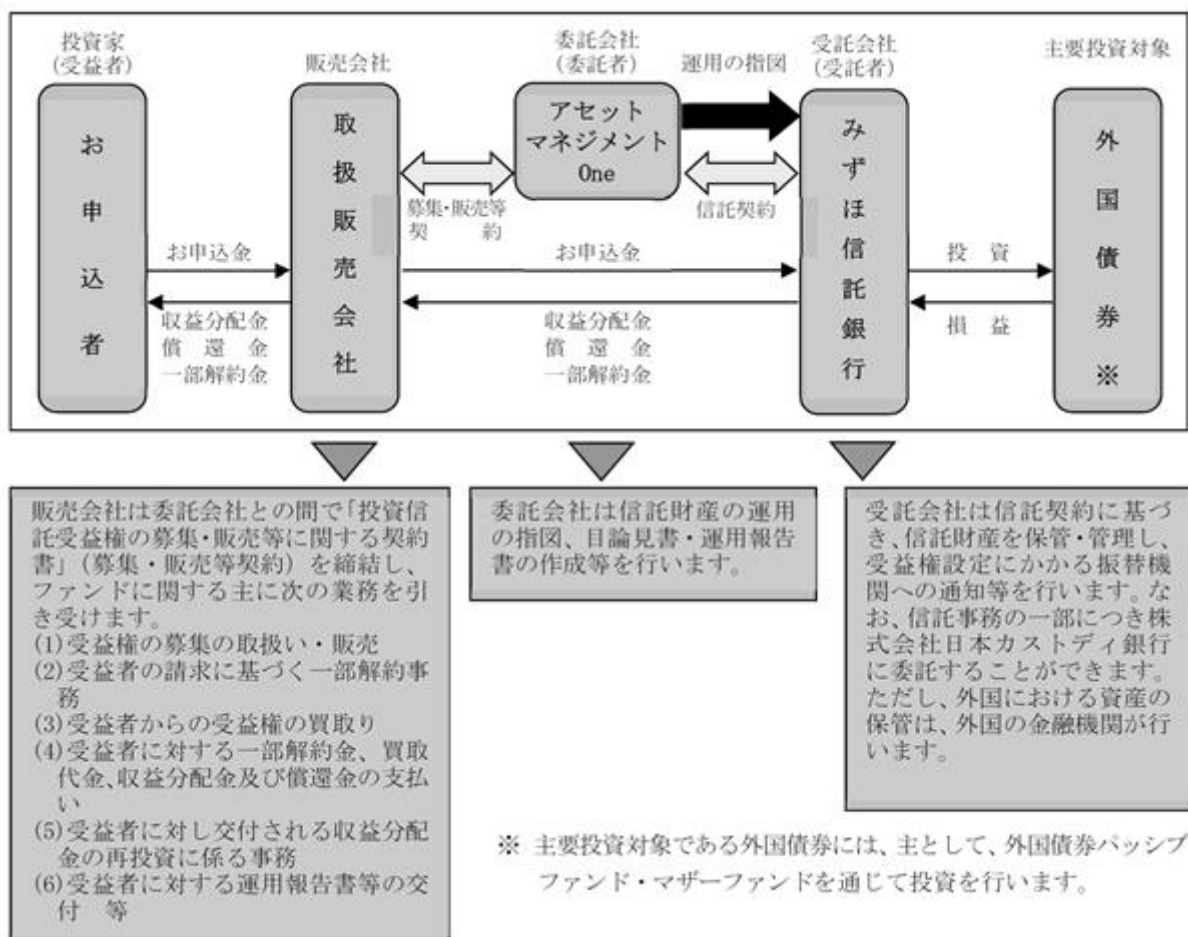 投資家
(受益者)
販売会社
委託会社
(委託者)
運用の指図
受託会社
(受託者)
主要投資対象
お申込者
取扱販売会社
アセット
マネジメント
One
みずほ信託銀行
外国債券※
募集・販売等
契 約
信託契約
お申込金
お申込金
投 資
収益分配金
償 還 金
一部解約金
収益分配金
償 還 金
一部解約金
損 益
販売会社は委託会社との間で「投資信
託受益権の募集・販売等に関する契約
書」(募集・販売等契約)を締結し、
ファンドに関する主に次の業務を引
き受けます。
(1)受益権の募集の取扱い・販売
(2)受益者の請求に基づく一部解約事
務
(3)受益者からの受益権の買取り
(4)受益者に対する一部解約金、買取
代金、収益分配金及び償還金の支払
い
(5)受益者に対し交付される収益分配
金の再投資に係る事務
(6)受益者に対する運用報告書等の交
付 等
委託会社は信託財産の運用
の指図、目論見書・運用報告
書の作成等を行います。
受託会社は信託契約に基づ
き、信託財産を保管・管理し、
受益権設定にかかる振替機
関への通知等を行います。な
お、信託事務の一部につき株
式会社日本カストディ銀行
に委託することができます。
ただし、外国における資産の
保管は、外国の金融機関が行
います。
※ 主要投資対象である外国債券には、主として、外国債券パッシブ
ファンド・マザーファンドを通じて投資を行います。